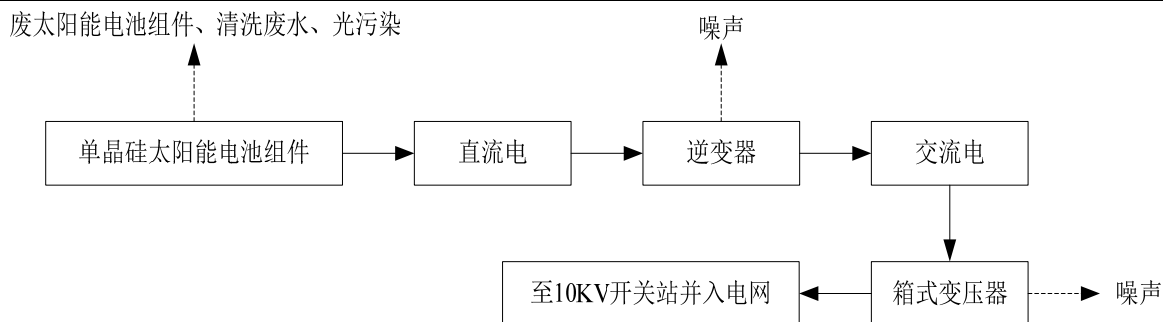 废太阳能电池组件、清洗废水、光污染
噪声
单晶硅太阳能电池组件
直流电
逆变器
交流电
至10KV开关站并入电网
箱式变压器
噪声